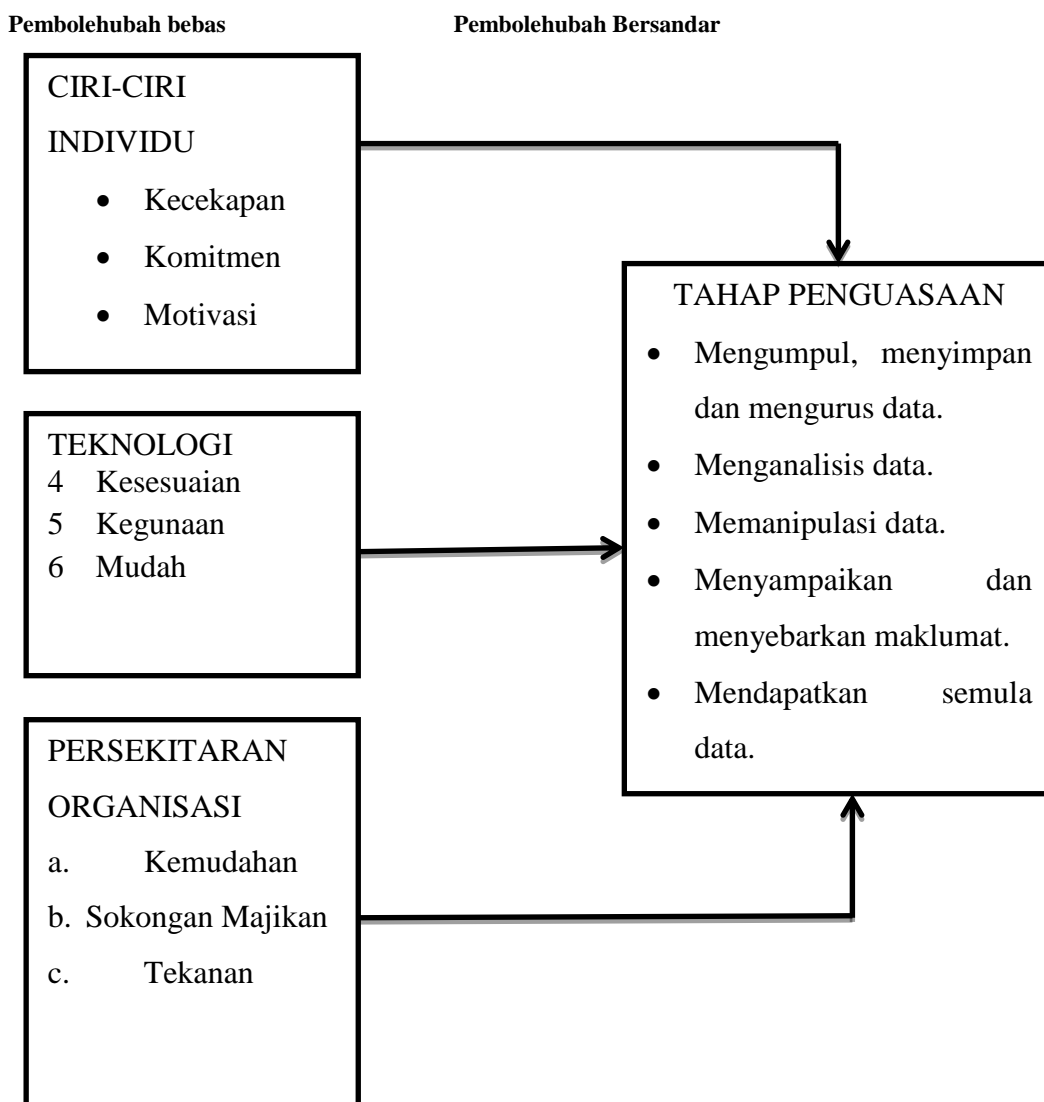 Pembolehubah bebas
Pembolehubah Bersandar
CIRI-CIRI
INDIVIDU
• Kecekapan
• Komitmen
• Motivasi
TEKNOLOGI
4 Kesesuaian
5 Kegunaan
6 Mudah
PERSEKITARAN
ORGANISASI
a. Kemudahan
b. Sokongan Majikan
c. Tekanan
TAHAP PENGUASAAN
• Mengumpul, menyimpan
dan mengurus data.
• Menganalisis data.
• Memanipulasi data.
• Menyampaikan dan
menyebarkan maklumat.
• Mendapatkan semula
data.